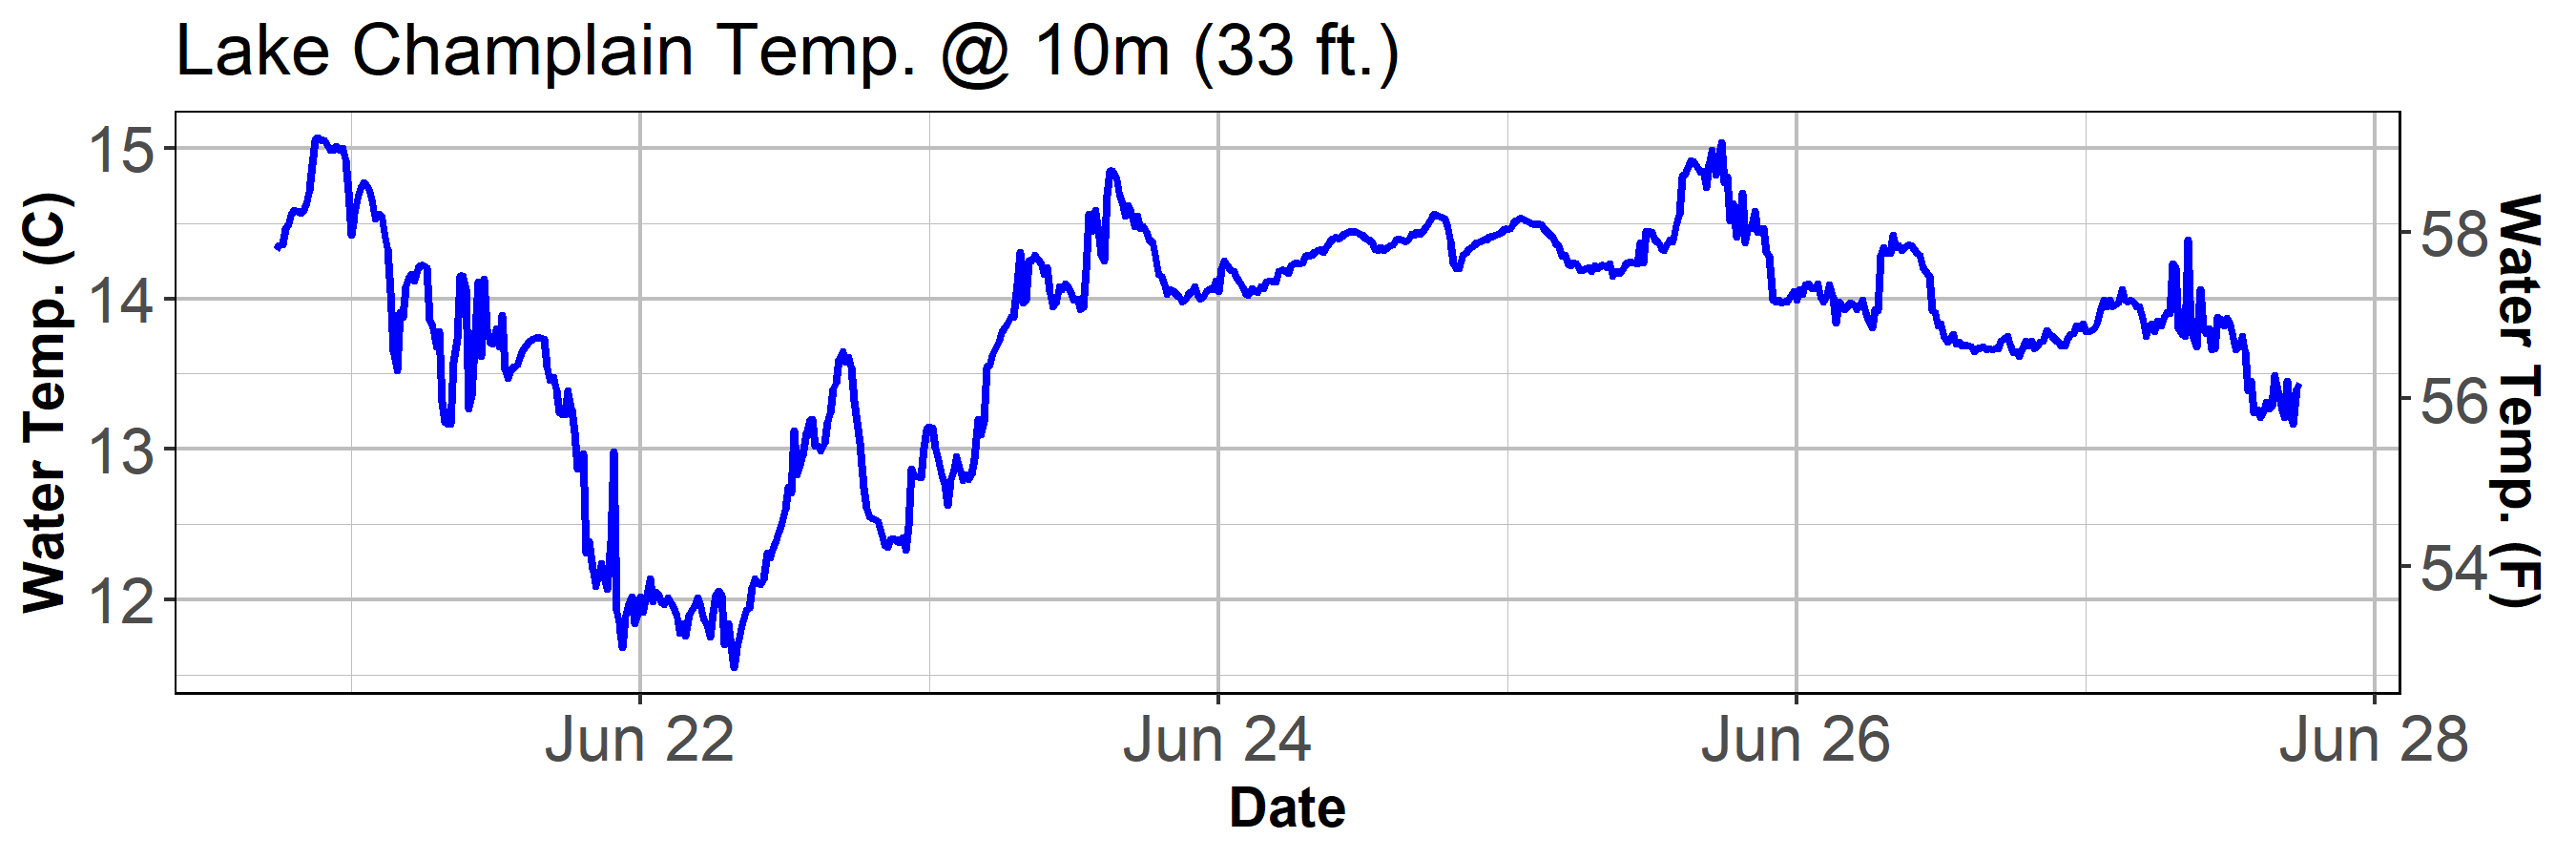 Lake Champlain Temp. @ 10m (33 ft.)
Water Temp. (C)
15
14
13
12
58
56
54
Water Temp. (F)
Jun 22 Jun 24 Jun 26 Jun 28
Date